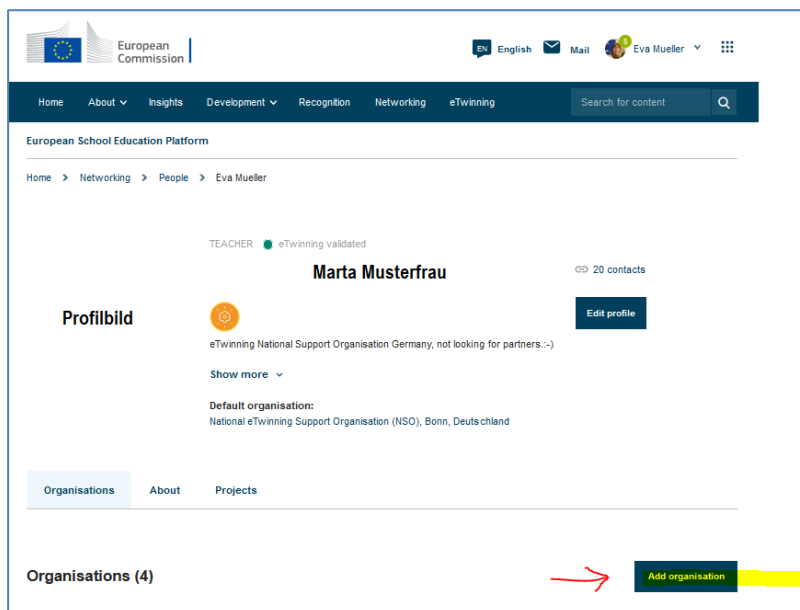 European
Commission
EN English Mail 5 Eva Mueller
Home About Insights Development Recognition Networking eTwinning Search for content
European School Education Platform
Home > Networking > People > Eva Mueller
TEACHER eTwinning validated
Marta Musterfrau
20 contacts
Profilbild
Edit profile
eTwinning National Support Organisation Germany, not looking for partners.:-)
Show more
Default organisation:
National eTwinning Support Organisation (NSO), Bonn, Deutschland
Organisations About Projects
Organisations (4)
Add organisation